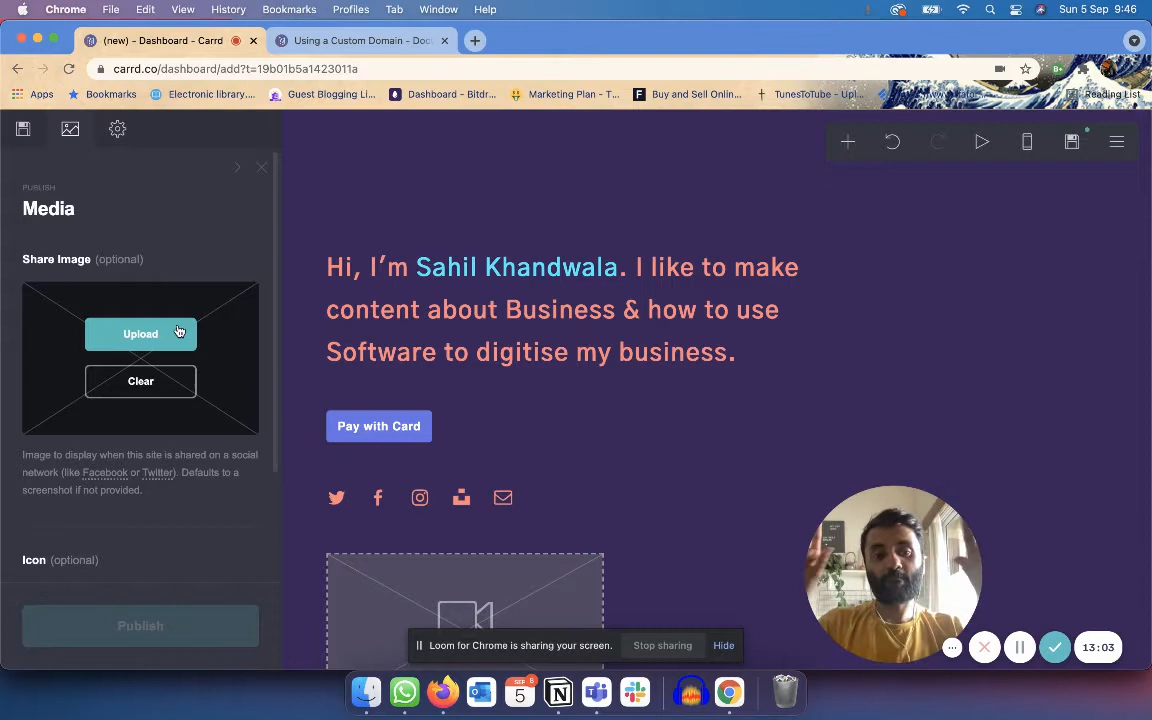 Chrome File Edit View History Bookmarks Profiles Tab Window Help
Sun 5 Sep 9:46
(new) - Dashboard - Carrd
Using a Custom Domain - Docu
carrd.co/dashboard/add?t=19b01b5a1423011a
Apps Bookmarks Electronic library.... Guest Blogging Li... Dashboard - Bitdr... Marketing Plan - T... Buy and Sell Onlin... TunesToTube - Upl... Reading List
PUBLISH
Media
Share Image (optional)
Upload
Clear
Image to display when this site is shared on a social
network (like Facebook or Twitter). Defaults to a
screenshot if not provided.
Icon (optional)
Publish
Hi, I'm Sahil Khandwala. I like to make
content about Business & how to use
Software to digitise my business.
Pay with Card
Loom for Chrome is sharing your screen.
Stop sharing
Hide
13:03
SEP
5
6